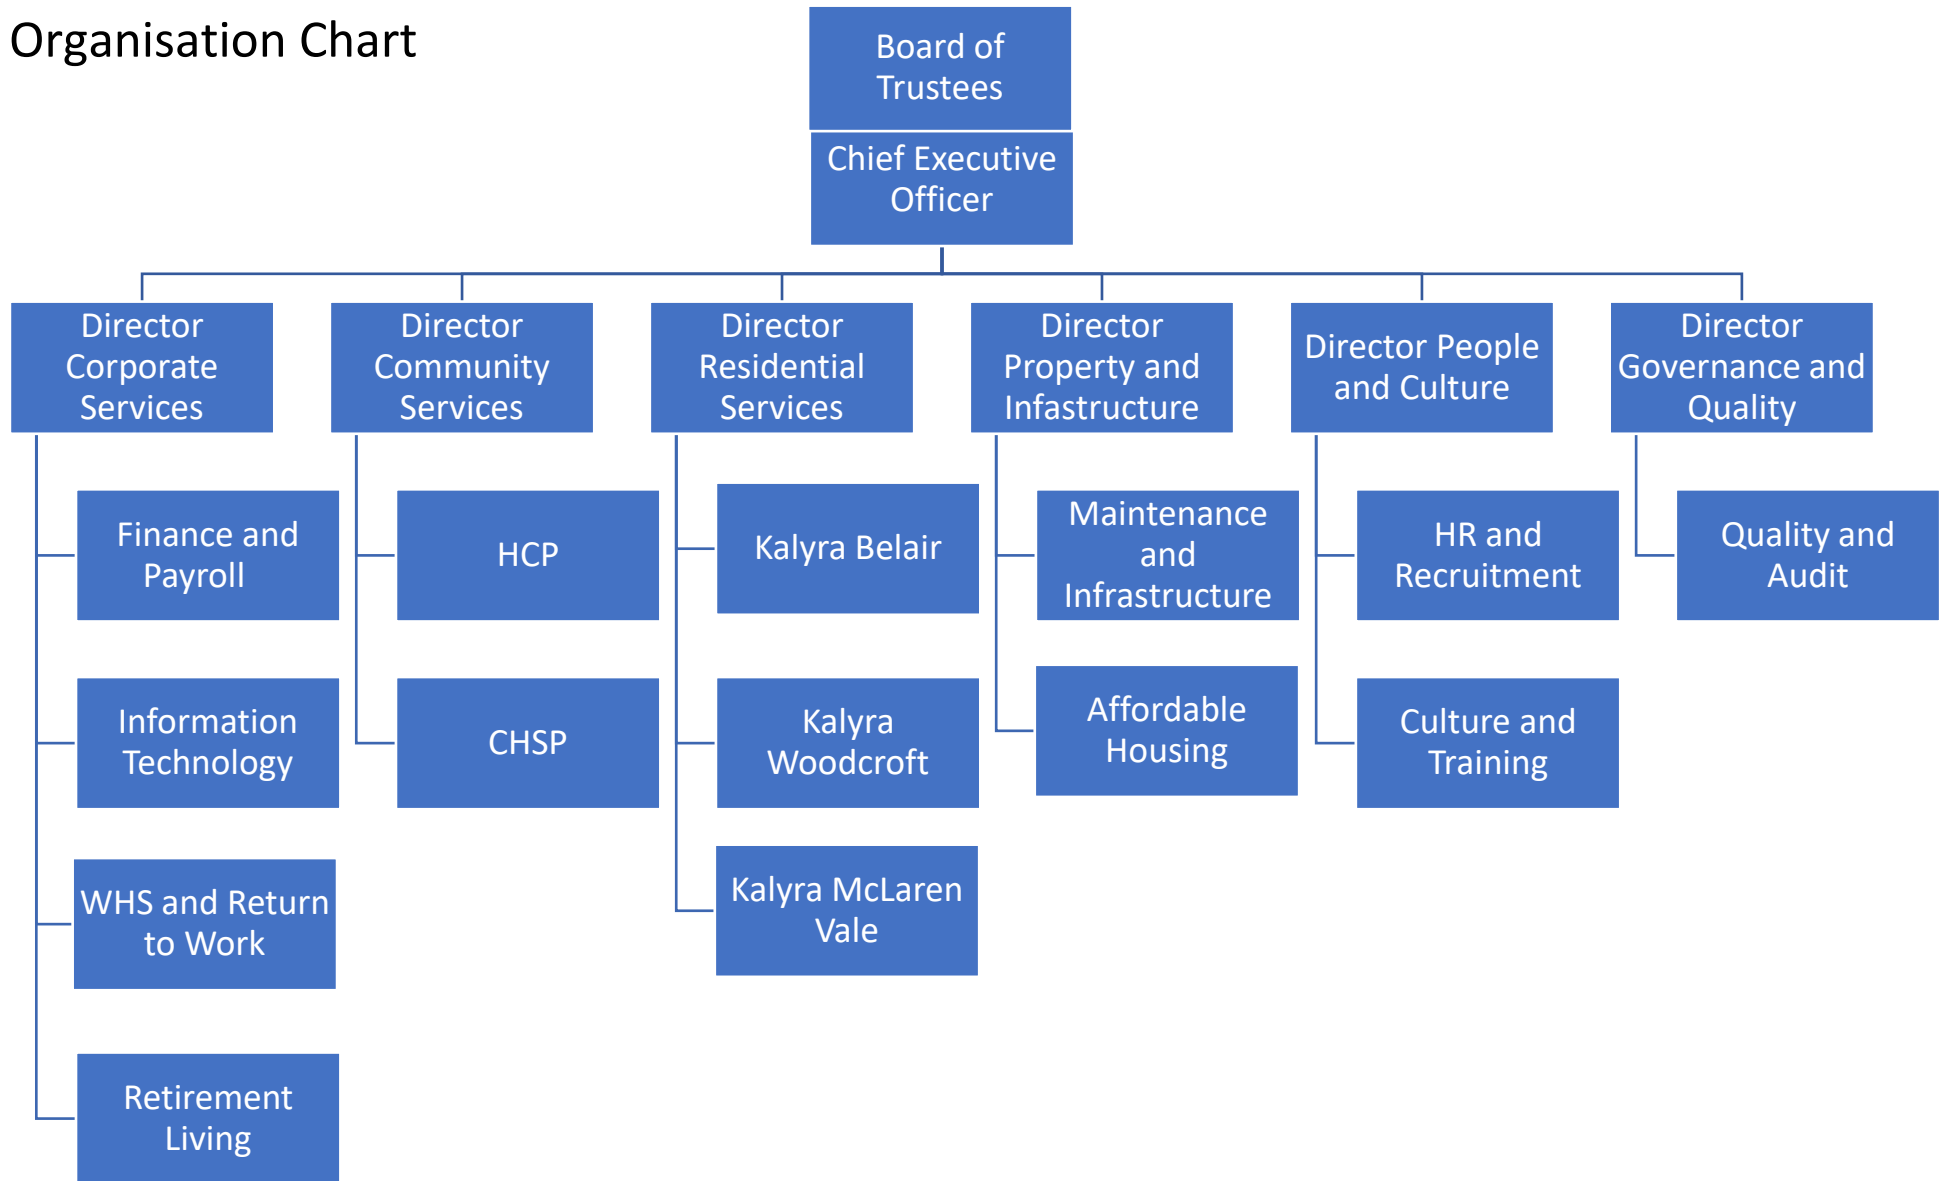 Organisation Chart
Board of
Trustees
Chief Executive
Officer
Director
Corporate
Services
Director
Community
Services
Director
Residential
Services
Director
Property and
Infastructure
Director People
and Culture
Director
Governance and
Quality
Finance and
Payroll
Information
Technology
WHS and Return
to Work
Retirement
Living
HCP
CHSP
Kalyra Belair
Kalyra
Woodcroft
Kalyra McLaren
Vale
Maintenance
and
Infrastructure
Affordable
Housing
HR and
Recruitment
Culture and
Training
Quality and
Audit